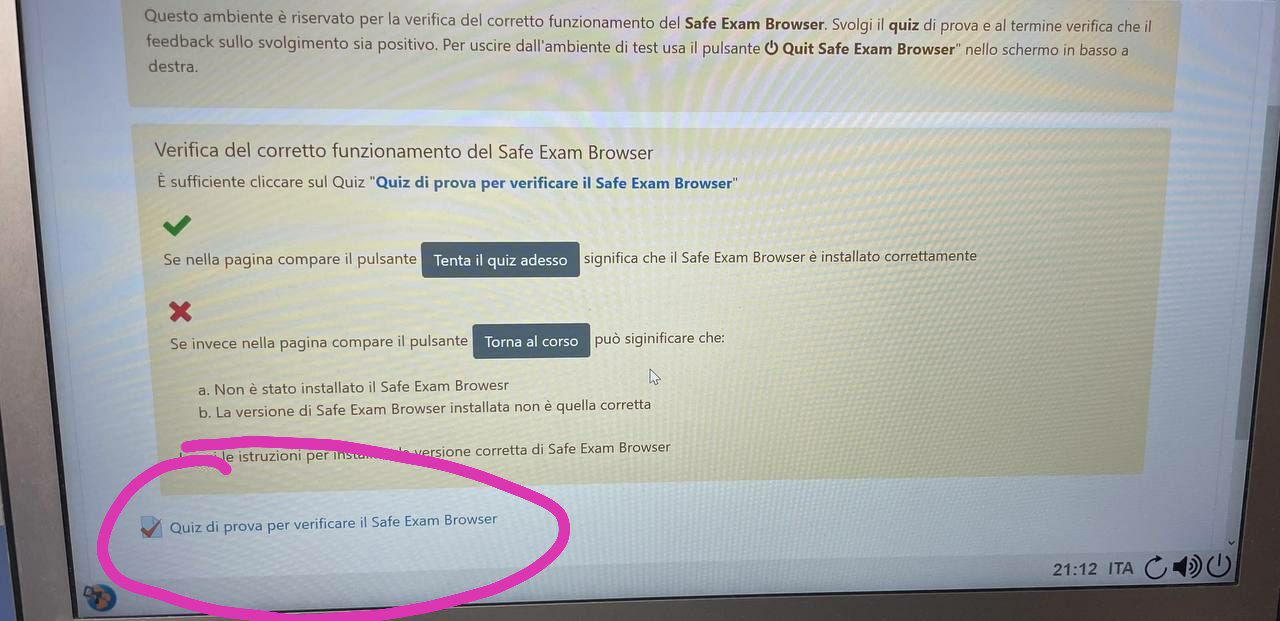 Questo ambiente è riservato per la verifica del corretto funzionamento del Safe Exam Browser. Svolgi il quiz di prova e al termine verifica che il
feedback sullo svolgimento sia positivo. Per uscire dall'ambiente di test usa il pulsante Quit Safe Exam Browser" nello schermo in basso a
destra.
Verifica del corretto funzionamento del Safe Exam Browser
È sufficiente cliccare sul Quiz "Quiz di prova per verificare il Safe Exam Browser"
Se nella pagina compare il pulsante Tenta il quiz adesso significa che il Safe Exam Browser è installato correttamente
Se invece nella pagina compare il pulsante Torna al corso può siginificare che:
a. Non è stato installato il Safe Exam Browesr
b. La versione di Safe Exam Browser installata non è quella corretta
le istruzioni per versione corretta di Safe Exam Browser
Quiz di prova per verificare il Safe Exam Browser
21:12 ITA